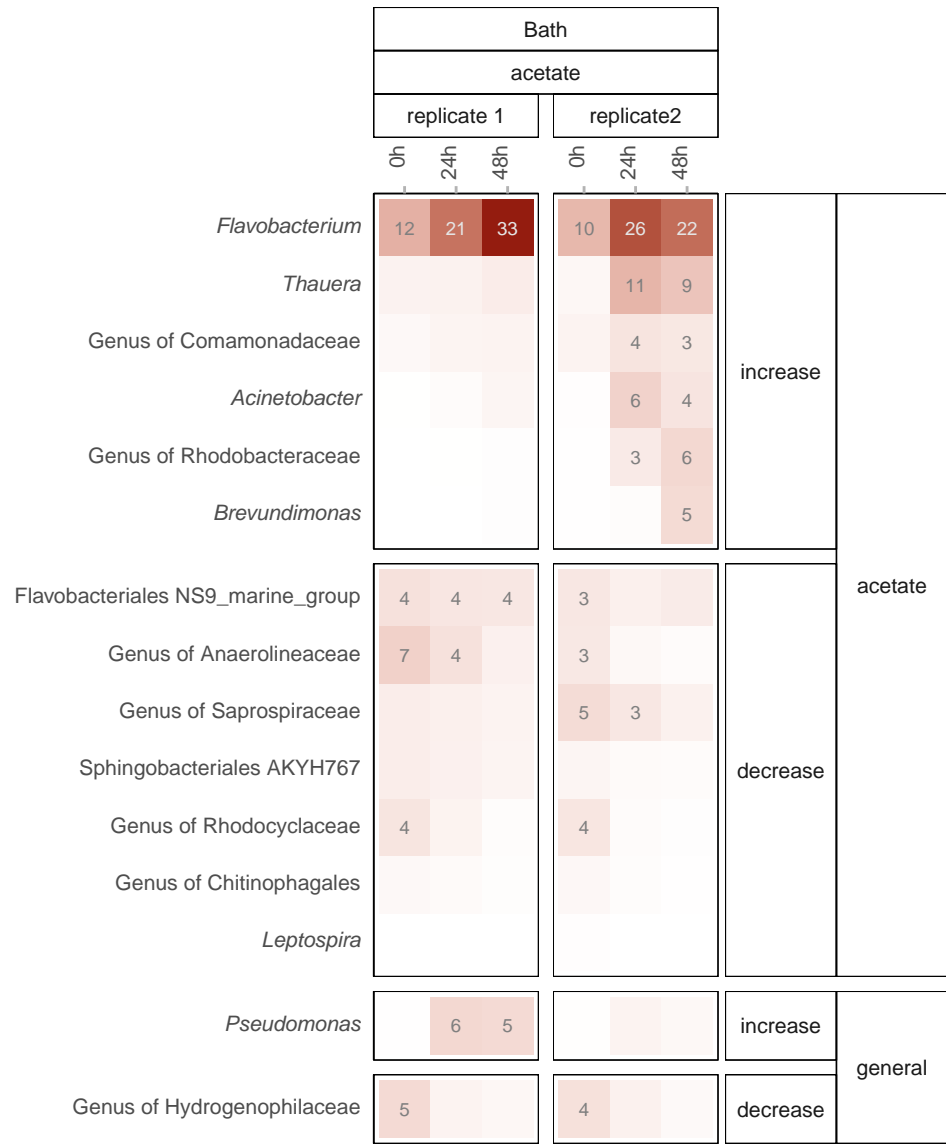 Bath
acetate
replicate 1 replicate2
0h 24h 48h 0h 24h 48h
Flavobacterium 12 21 33 10 26 22
Thauera 11 9
Genus of Comamonadaceae 4 3
increase
Acinetobacter 6 4
Genus of Rhodobacteraceae 3 6
Brevundimonas 5
acetate
Flavobacteriales NS9_marine_group 4 4 4 3
Genus of Anaerolineaceae 7 4 3
Genus of Saprospiraceae 5 3
Sphingobacteriales AKYH767
decrease
Genus of Rhodocyclaceae 4 4
Genus of Chitinophagales
Leptospira
Pseudomonas 6 5 increase
general
Genus of Hydrogenophilaceae 5 4 decrease